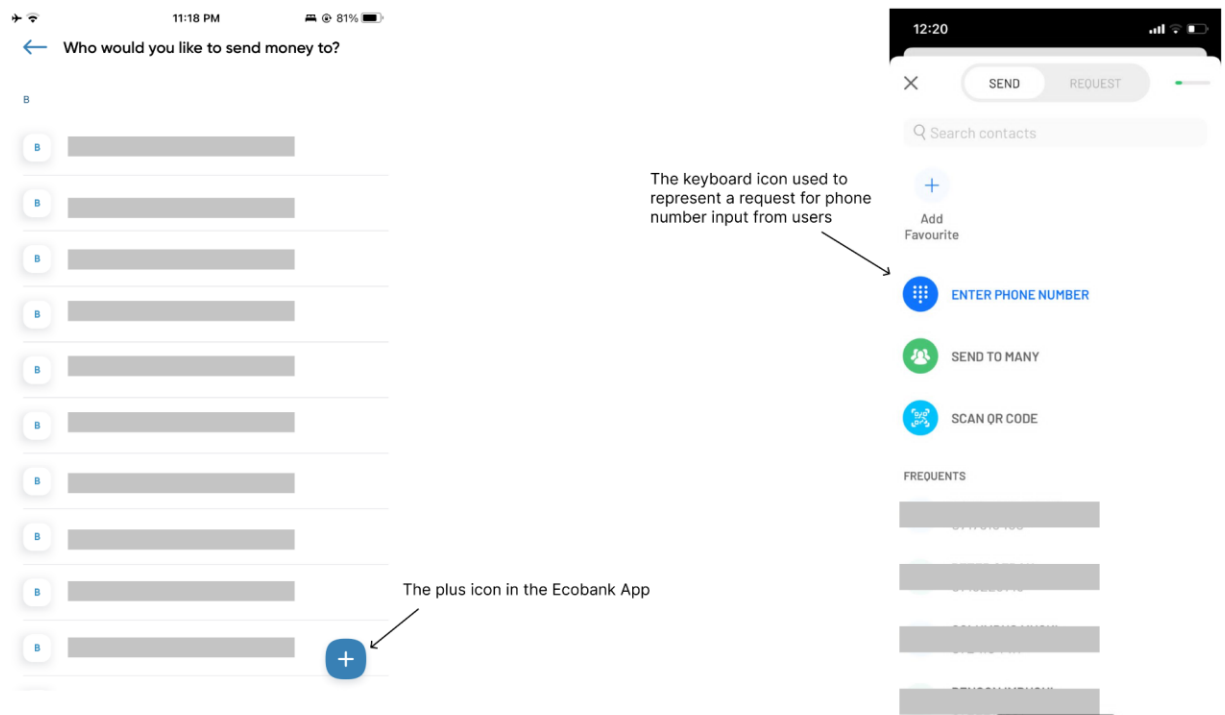 11:18 PM
81%
Who would you like to send money to?
B
B
B
B
B
B
B
B
B
B
B
The plus icon in the Ecobank App
The keyboard icon used to
represent a request for phone
number input from users
12:20
SEND
REQUEST
Search contacts
Add
Favourite
ENTER PHONE NUMBER
SEND TO MANY
SCAN QR CODE
FREQUENTS